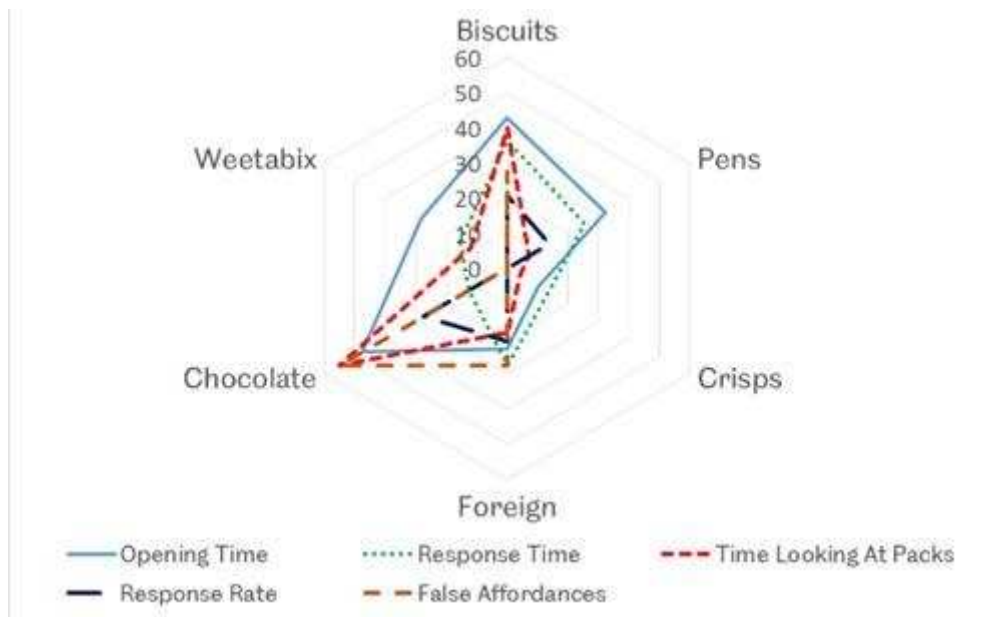 Biscuits
60
50
40
30
20
10
0
Weetabix
Pens
Chocolate
Crisps
Foreign
Opening Time
Response Time
Time Looking At Packs
Response Rate
False Affordances